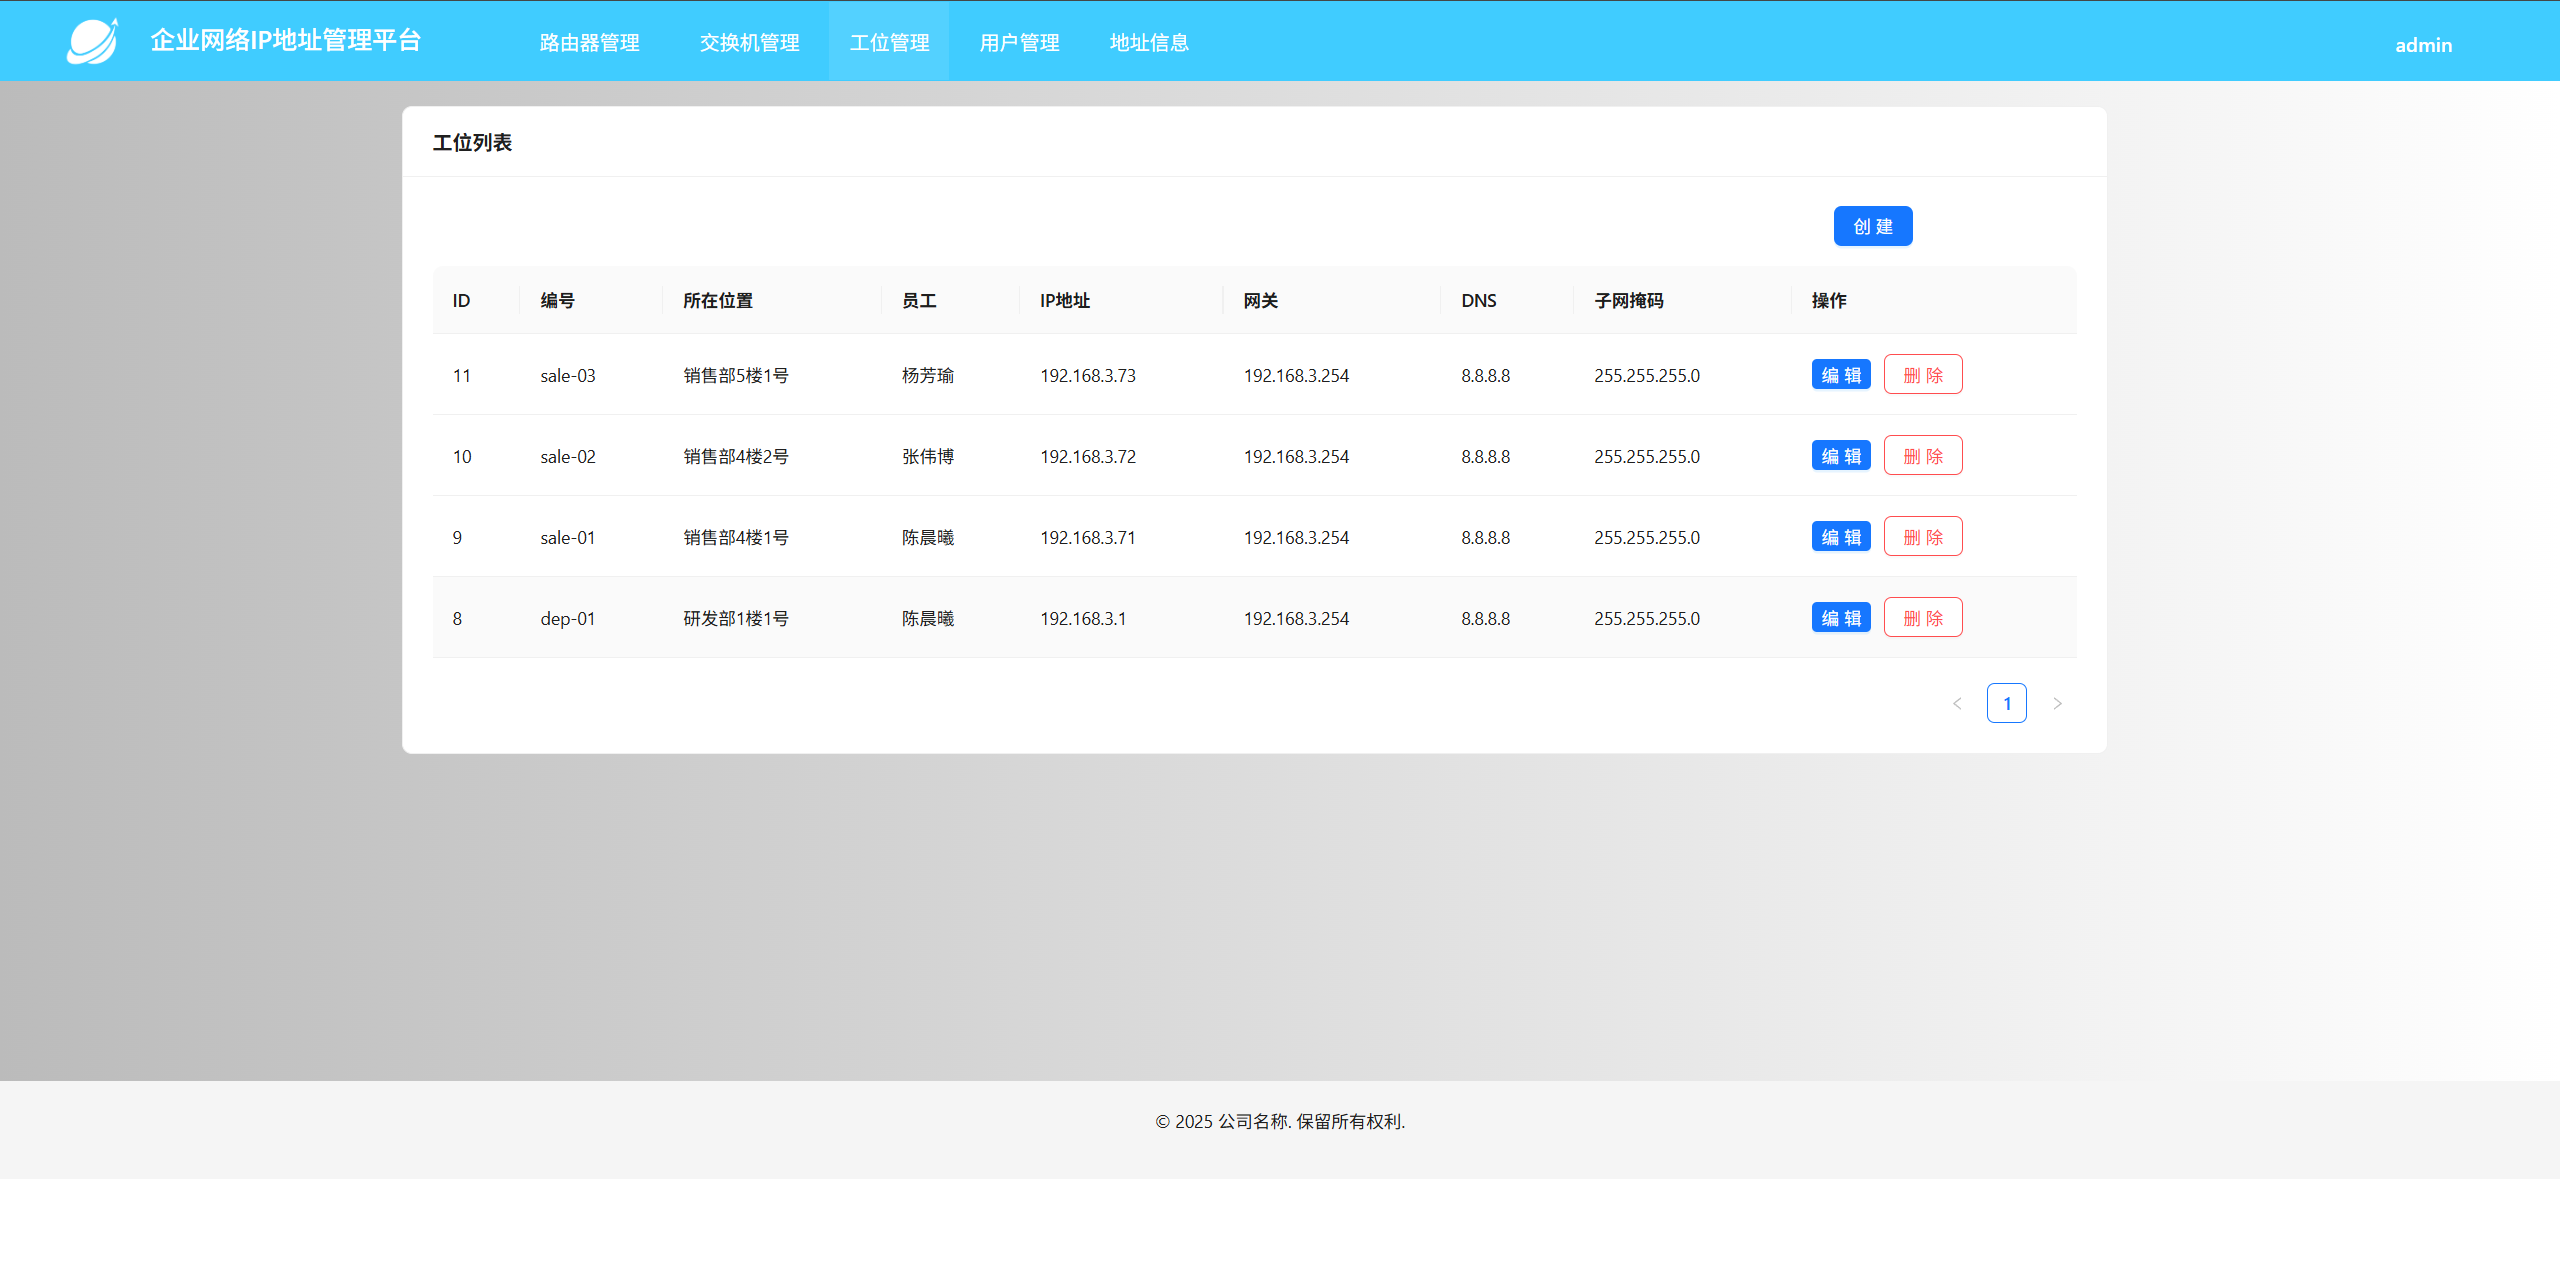 企业网络IP地址管理平台 路由器管理 交换机管理 工位管理 用户管理 地址信息 admin
工位列表
创 建
ID 编号 所在位置 员工 IP地址 网关 DNS 子网掩码 操作
11 sale-03 销售部5楼1号 杨芳瑜 192.168.3.73 192.168.3.254 8.8.8.8 255.255.255.0 编 辑 删 除
10 sale-02 销售部4楼2号 张伟博 192.168.3.72 192.168.3.254 8.8.8.8 255.255.255.0 编 辑 删 除
9 sale-01 销售部4楼1号 陈晨曦 192.168.3.71 192.168.3.254 8.8.8.8 255.255.255.0 编 辑 删 除
8 dep-01 研发部1楼1号 陈晨曦 192.168.3.1 192.168.3.254 8.8.8.8 255.255.255.0 编 辑 删 除
< 1 >
© 2025 公司名称. 保留所有权利.